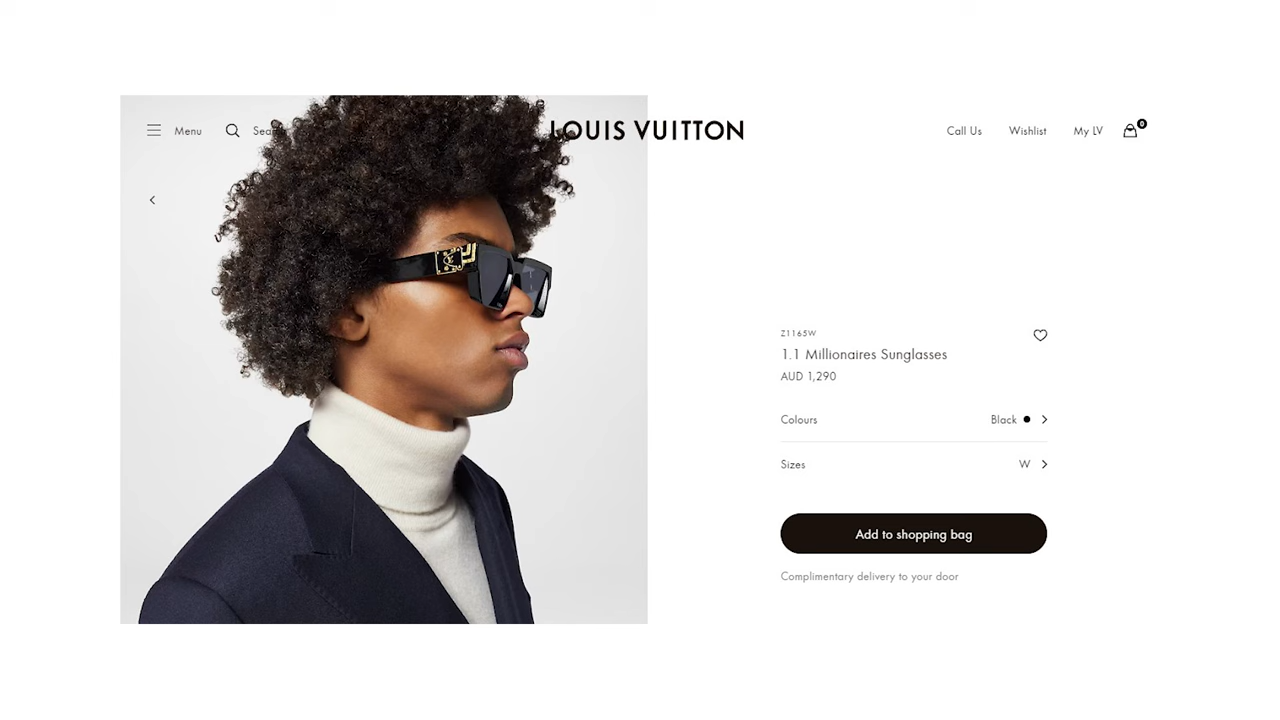 Menu
Search
LOUIS VUITTON
Call Us
Wishlist
My LV
0
Z1165W
1.1 Millionaires Sunglasses
AUD 1,290
Colours
Black
Sizes
W
Add to shopping bag
Complimentary delivery to your door